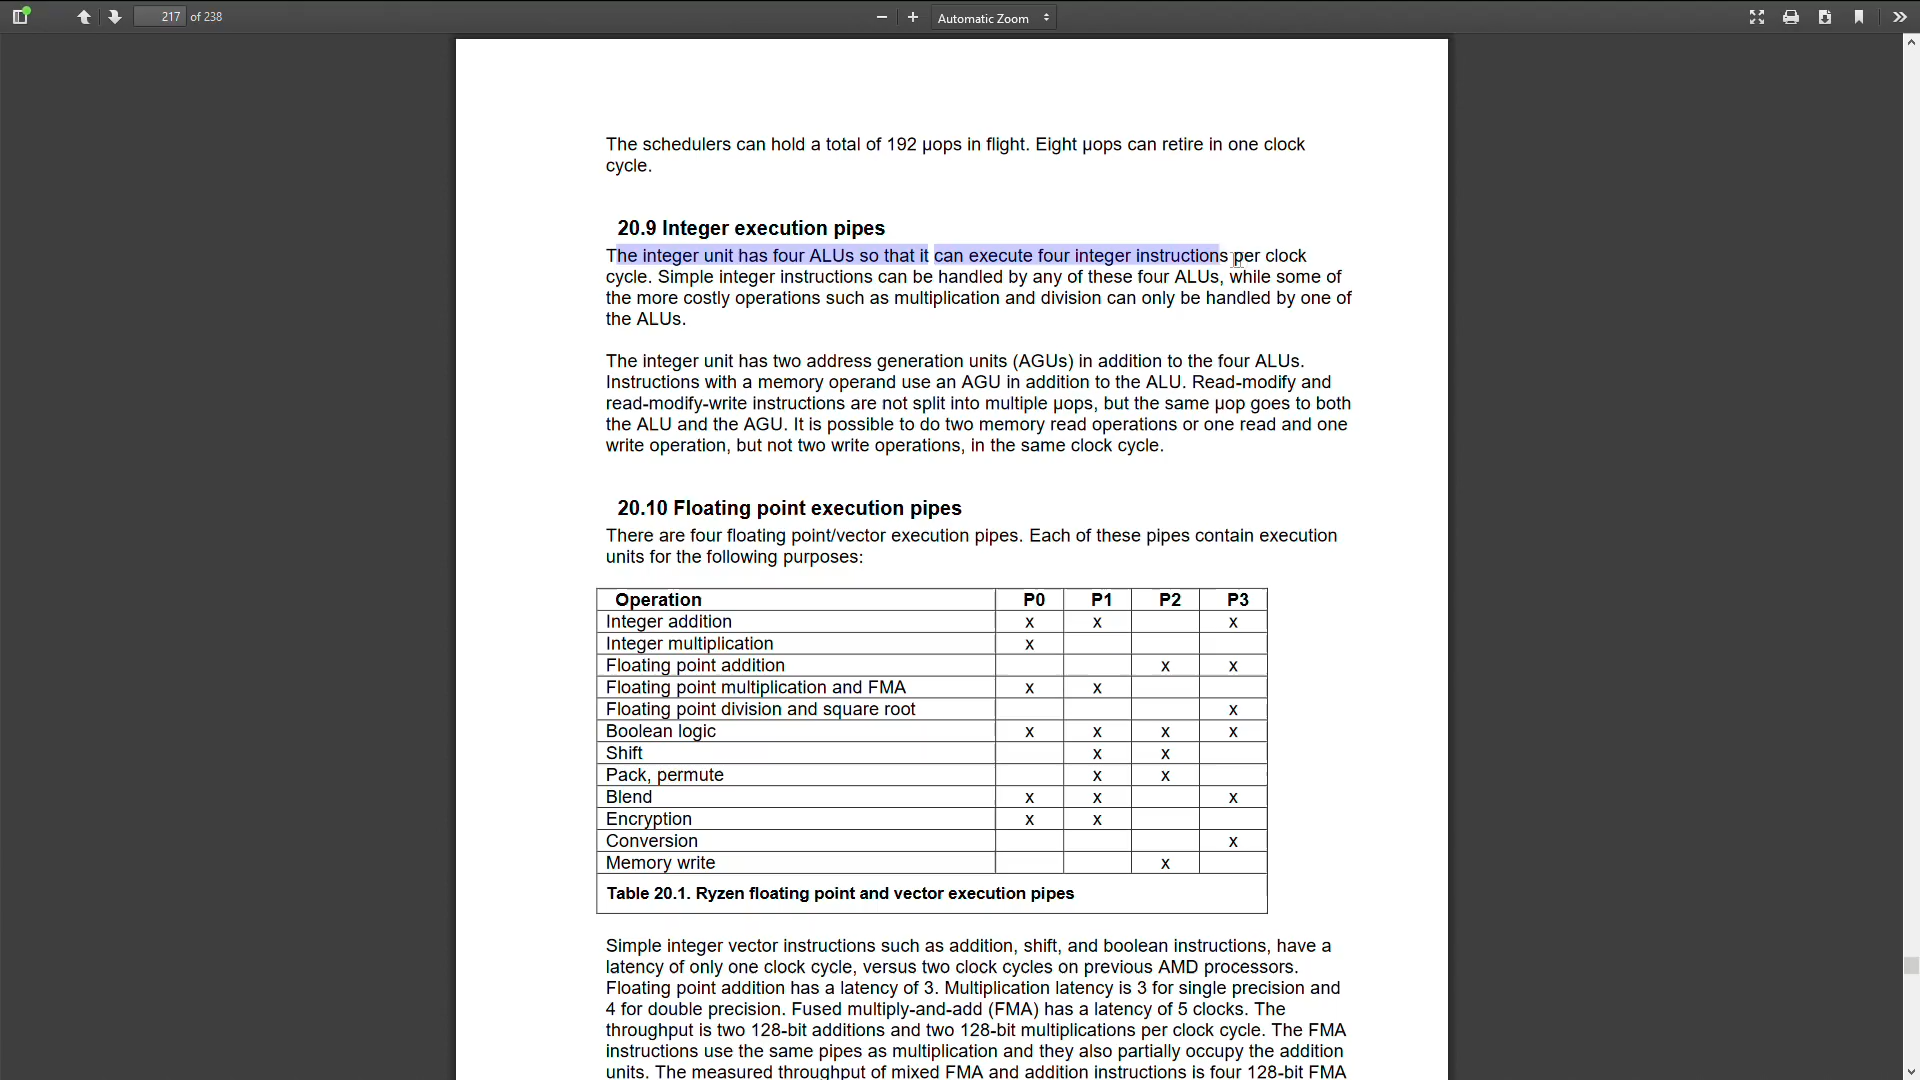 217 of 238
Automatic Zoom
The schedulers can hold a total of 192 µops in flight. Eight µops can retire in one clock
cycle.
20.9 Integer execution pipes
The integer unit has four ALUs so that it can execute four integer instructions per clock
cycle. Simple integer instructions can be handled by any of these four ALUs, while some of
the more costly operations such as multiplication and division can only be handled by one of
the ALUs.
The integer unit has two address generation units (AGUs) in addition to the four ALUs.
Instructions with a memory operand use an AGU in addition to the ALU. Read-modify and
read-modify-write instructions are not split into multiple µops, but the same µop goes to both
the ALU and the AGU. It is possible to do two memory read operations or one read and one
write operation, but not two write operations, in the same clock cycle.
20.10 Floating point execution pipes
There are four floating point/vector execution pipes. Each of these pipes contain execution
units for the following purposes:
Operation P0 P1 P2 P3
Integer addition x x x
Integer multiplication x
Floating point addition x x
Floating point multiplication and FMA x x
Floating point division and square root x
Boolean logic x x x x
Shift x x
Pack, permute x x
Blend x x x
Encryption x x
Conversion x
Memory write x
Table 20.1. Ryzen floating point and vector execution pipes
Simple integer vector instructions such as addition, shift, and boolean instructions, have a
latency of only one clock cycle, versus two clock cycles on previous AMD processors.
Floating point addition has a latency of 3. Multiplication latency is 3 for single precision and
4 for double precision. Fused multiply-and-add (FMA) has a latency of 5 clocks. The
throughput is two 128-bit additions and two 128-bit multiplications per clock cycle. The FMA
instructions use the same pipes as multiplication and they also partially occupy the addition
units. The measured throughput of mixed FMA and addition instructions is four 128-bit FMA